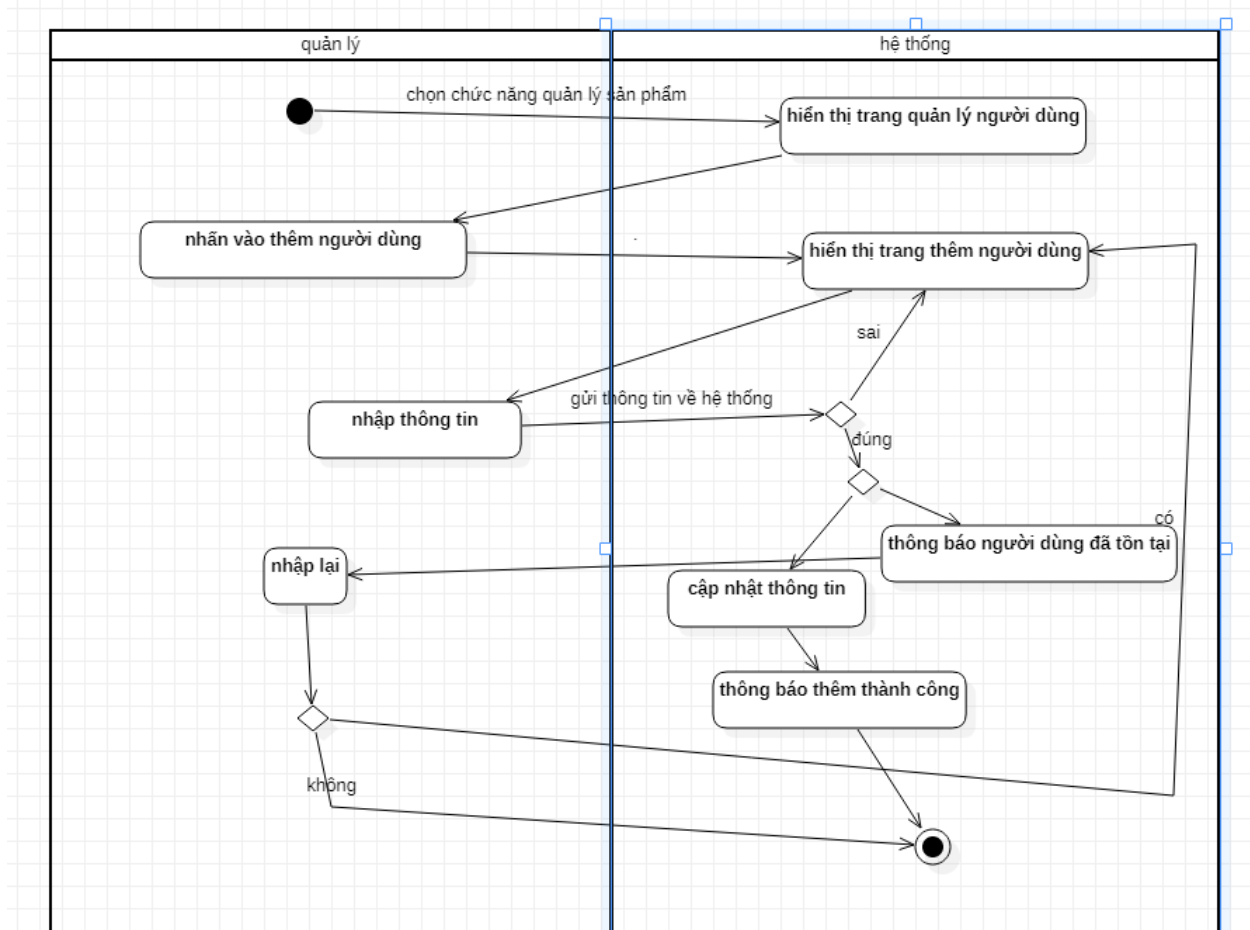 quản lý
hệ thống
chọn chức năng quản lý sản phẩm
hiển thị trang quản lý người dùng
nhấn vào thêm người dùng
hiển thị trang thêm người dùng
sai
gửi thông tin về hệ thống
nhập thông tin
đúng
có
thông báo người dùng đã tồn tại
nhập lại
cập nhật thông tin
thông báo thêm thành công
không